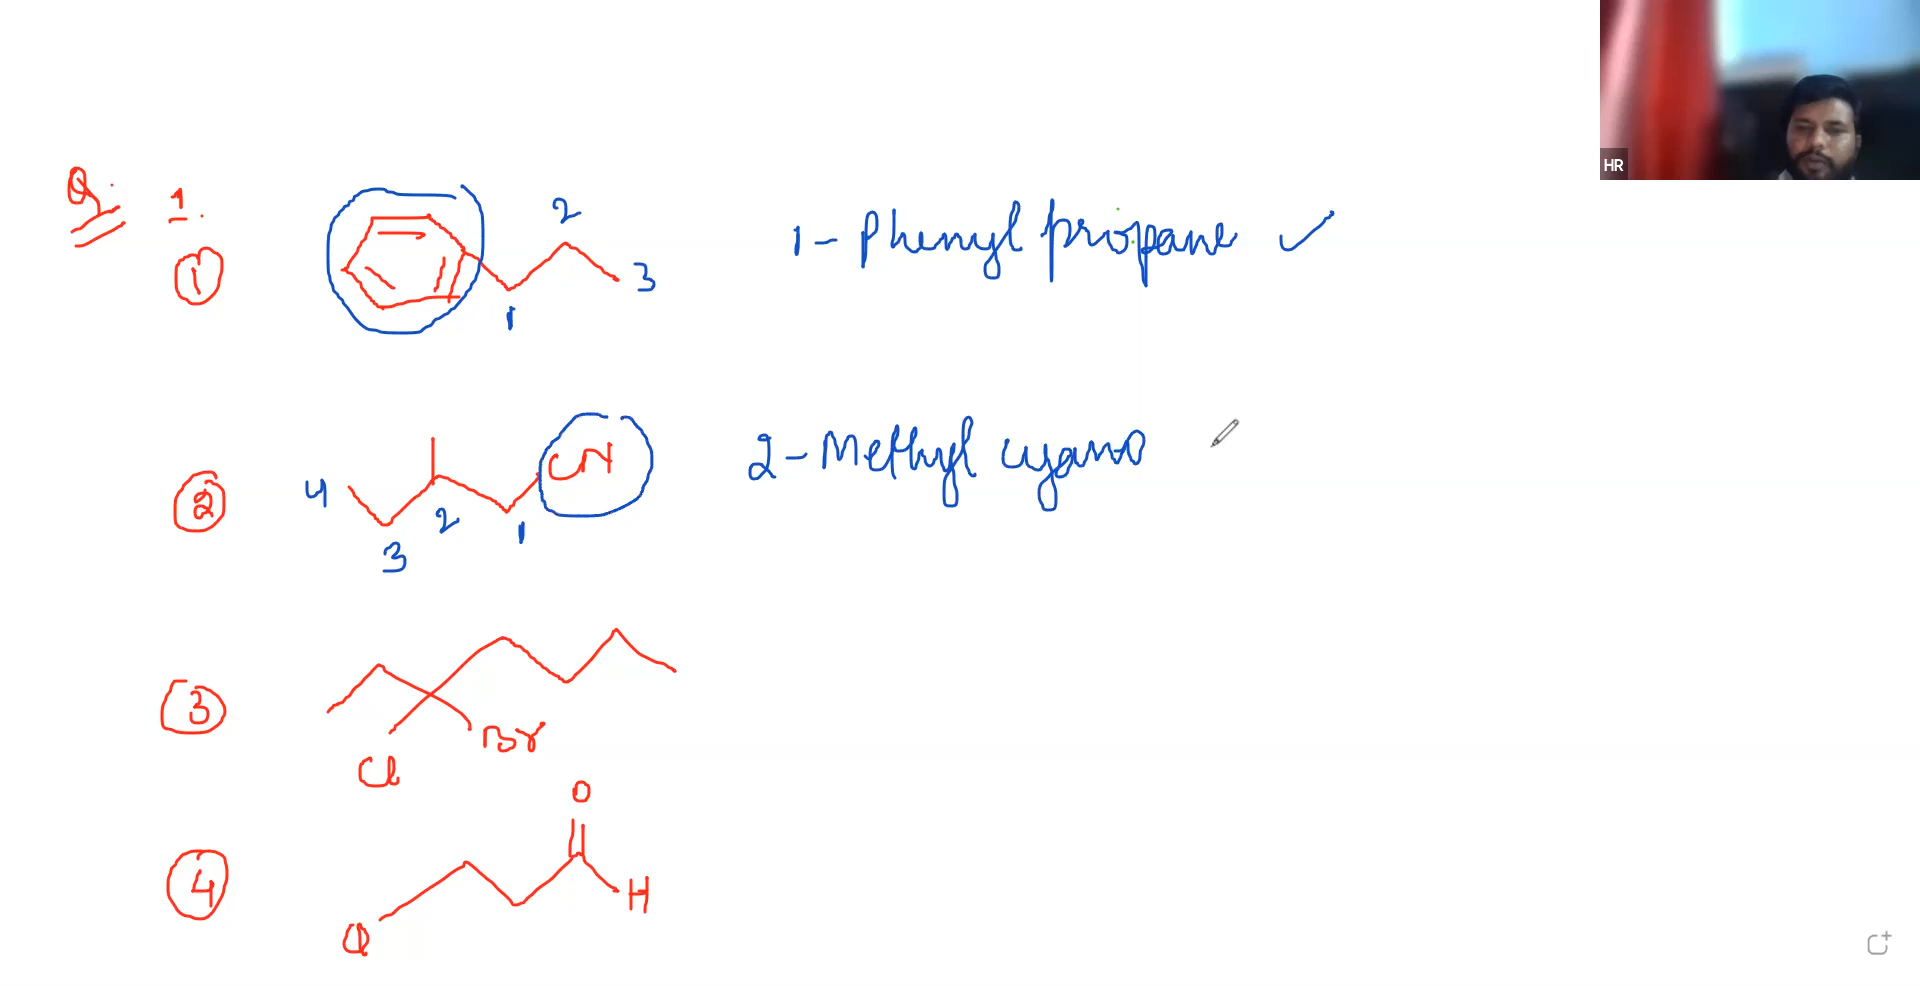 HR
Q. 1.
1 2 3 1 1-Phenyl propane ✓
2 4 3 2 1 CN 2-Methyl cyano
3 Cl Br
4 O H Cl